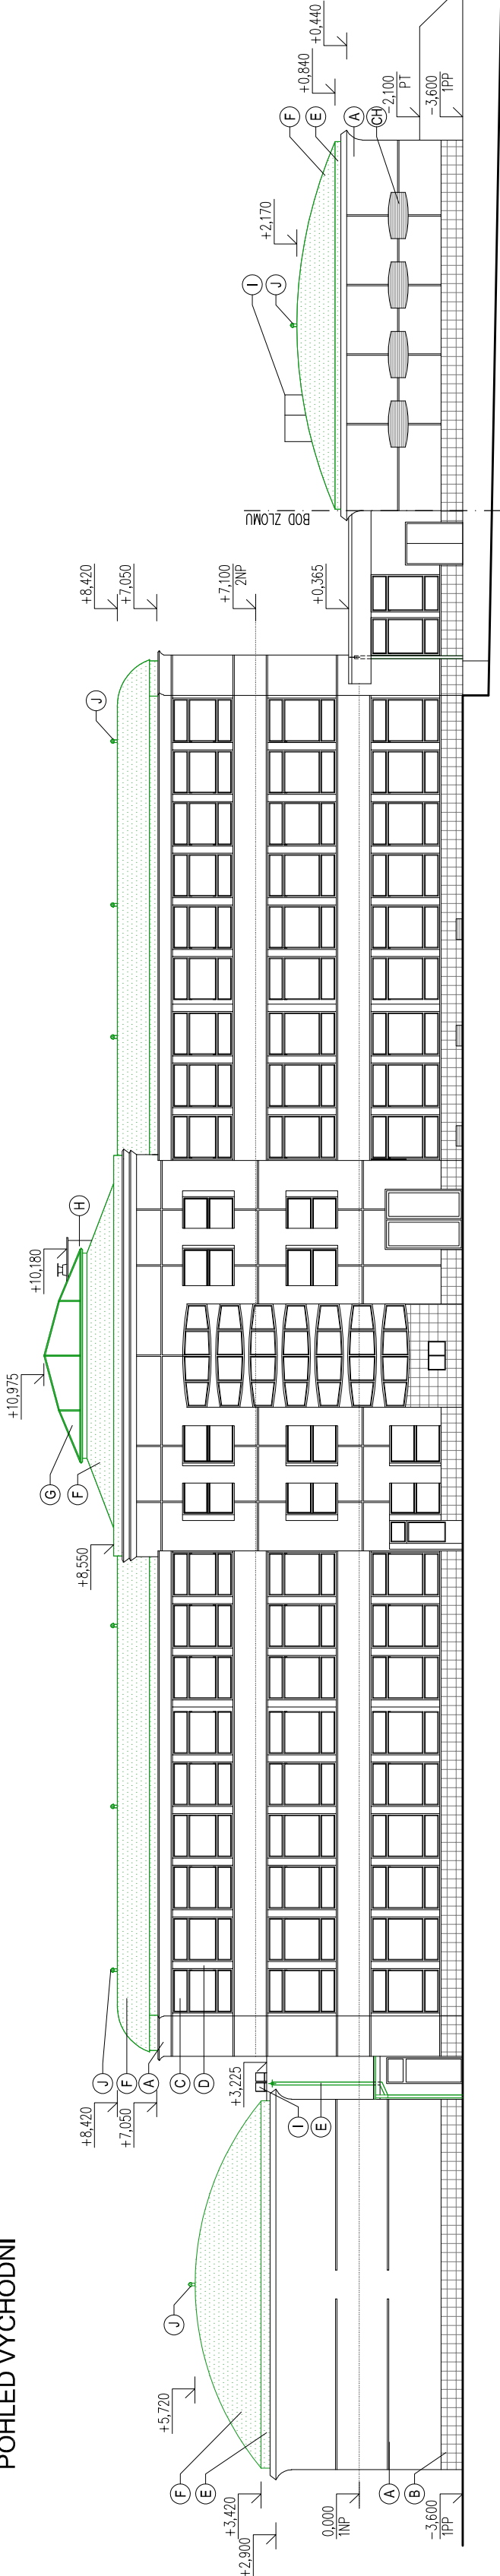 POHLED VÝCHODNÍ
+2,900
+3,420
0,000
1NP
-3,600
1PP
F
E
A
B
+5,720
J
+8,420
+7,050
+3,225
J
F
A
C
D
I
E
+8,550
G
F
+10,975
+10,180
H
J
+8,420
+7,050
+7,100
2NP
+0,365
BOD ZLOMU
I
J
+2,170
F
E
A
CH
+0,840
+0,440
-2,100
PT
-3,600
1PP